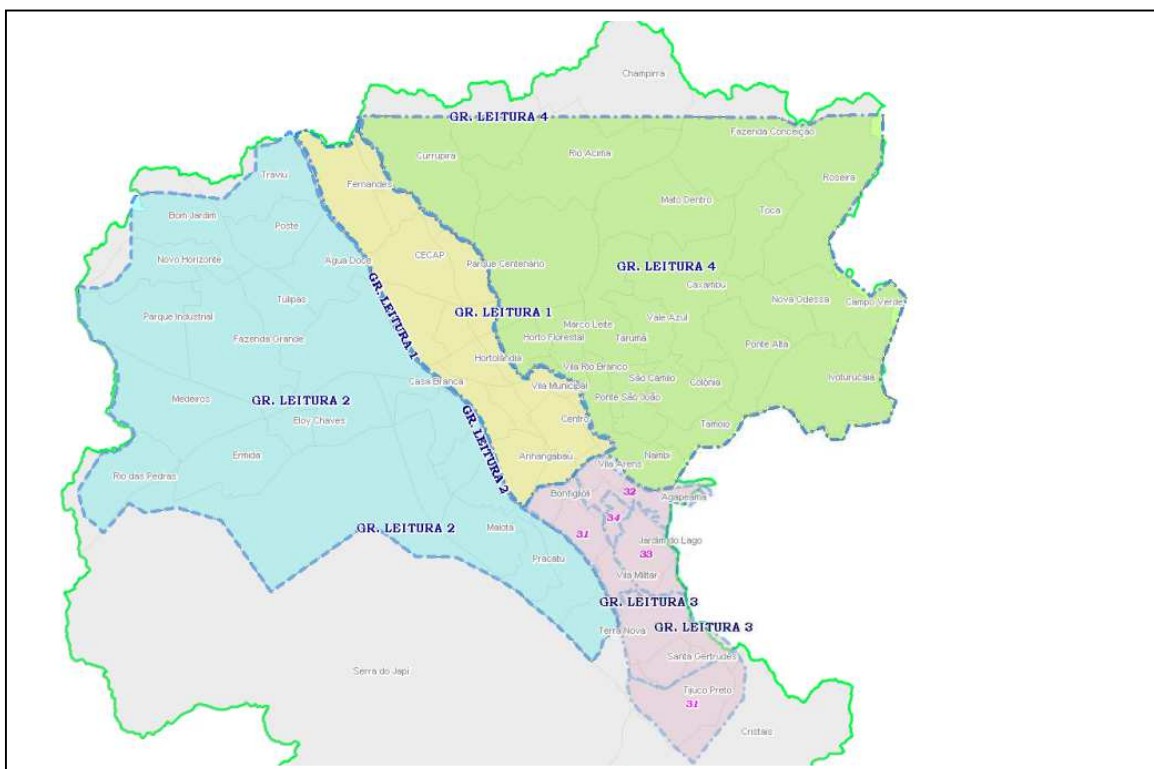 Champirra
GR. LEITURA 4
Fazenda Conceição
Currupira
Rio Acima
Traviu
Roseira
Fernandes
Mato Dentro
Toca
Bom Jardim
Poste
CECAP
Novo Horizonte
Agua Doce
Parque Centenário
GR. LEITURA 4
Caxambu
Tulipas
Nova Odessa
Campo Verde
GR. LEITURA 1
GR. LEITURA 1
Parque Industrial
Vale Azul
Marco Leite
Fazenda Grande
Horto Florestal
Tarumã
Ponte Alta
Hortolândia
Vila Rio Branco
São Camilo
Colônia
Ivoturucaia
Casa Branca
Vila Municipal
Ponte São João
Medeiros
GR. LEITURA 2
GR. LEITURA 2
Eloy Chaves
Centro
Tamoio
Ermida
Anhangabaú
Nambi
Vila Arens
Rio das Pedras
Bonfiglioli
32
Agapeama
34
GR. LEITURA 2
Malota
31
Jardim do Lago
33
Pracatu
Vila Militar
GR. LEITURA 3
Terra Nova
GR. LEITURA 3
Santa Gertrudes
Serra do Japi
Tijuco Preto
31
Cristais